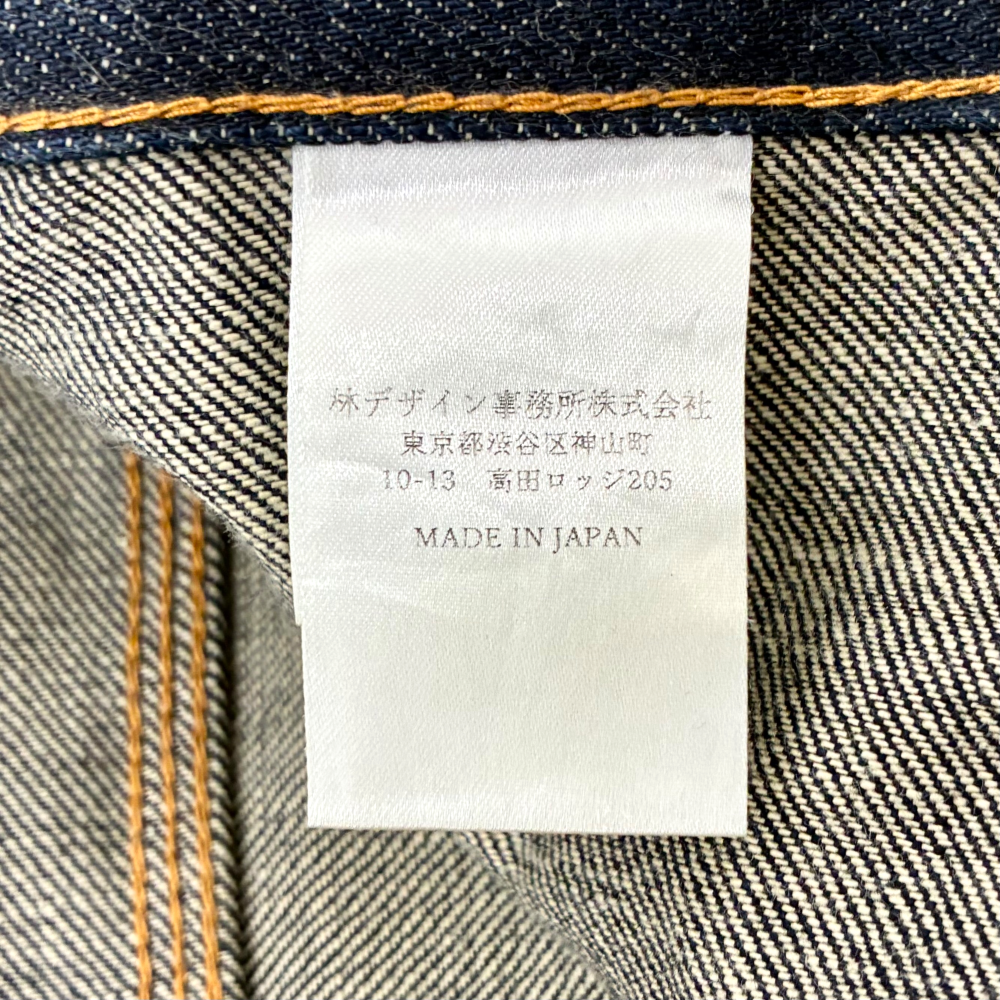 林デザイン事務所株式会社
東京都渋谷区神山町
10-13　高田ロッジ205
MADE IN JAPAN